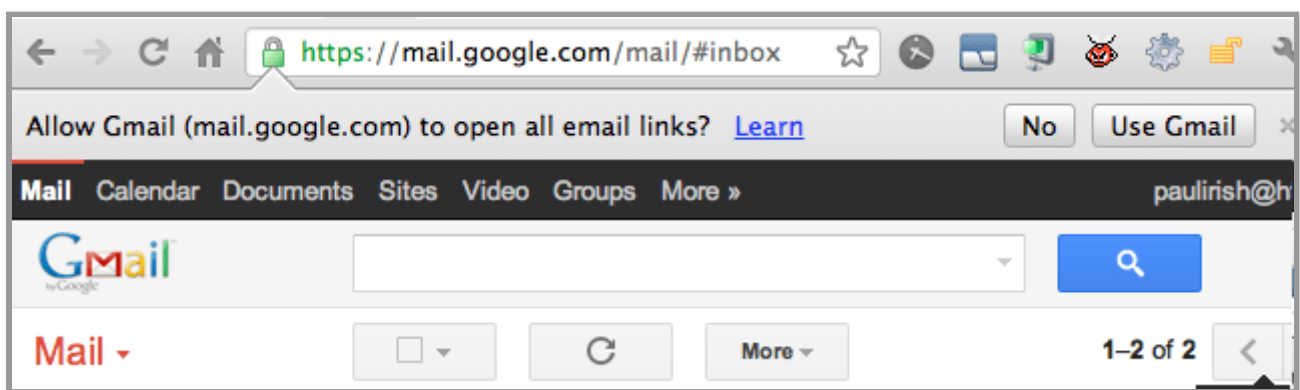 https://mail.google.com/mail/#inbox
Allow Gmail (mail.google.com) to open all email links? Learn No Use Gmail
Mail Calendar Documents Sites Video Groups More » paulirish@h
Gmail
by Google
Mail More 1–2 of 2